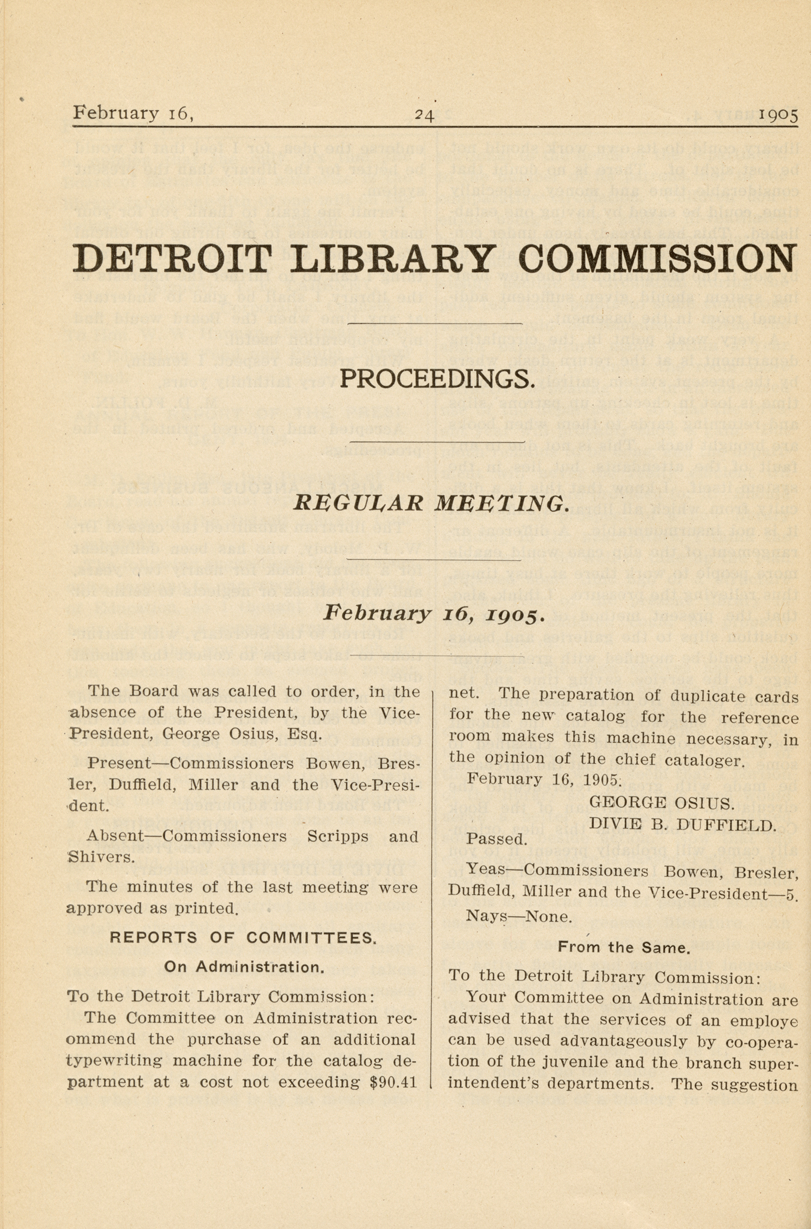 February 16, 24 1905
DETROIT LIBRARY COMMISSION
PROCEEDINGS.
REGULAR MEETING.
February 16, 1905.
The Board was called to order, in the
absence of the President, by the Vice-
President, George Osius, Esq.
Present—Commissioners Bowen, Bres-
ler, Duffield, Miller and the Vice-Presi-
dent.
Absent—Commissioners Scripps and
Shivers.
The minutes of the last meeting were
approved as printed.
REPORTS OF COMMITTEES.
On Administration.
To the Detroit Library Commission:
The Committee on Administration rec-
ommend the purchase of an additional
typewriting machine for the catalog de-
partment at a cost not exceeding $90.41
net. The preparation of duplicate cards
for the new catalog for the reference
room makes this machine necessary, in
the opinion of the chief cataloger.
February 16, 1905.
GEORGE OSIUS.
DIVIE B. DUFFIELD.
Passed.
Yeas—Commissioners Bowen, Bresler,
Duffield, Miller and the Vice-President—5.
Nays—None.
From the Same.
To the Detroit Library Commission:
Your Committee on Administration are
advised that the services of an employe
can be used advantageously by co-opera-
tion of the juvenile and the branch super-
intendent's departments. The suggestion